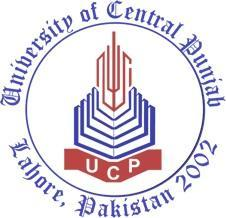 University of Central Punjab
UCP
Lahore, Pakistan 2002